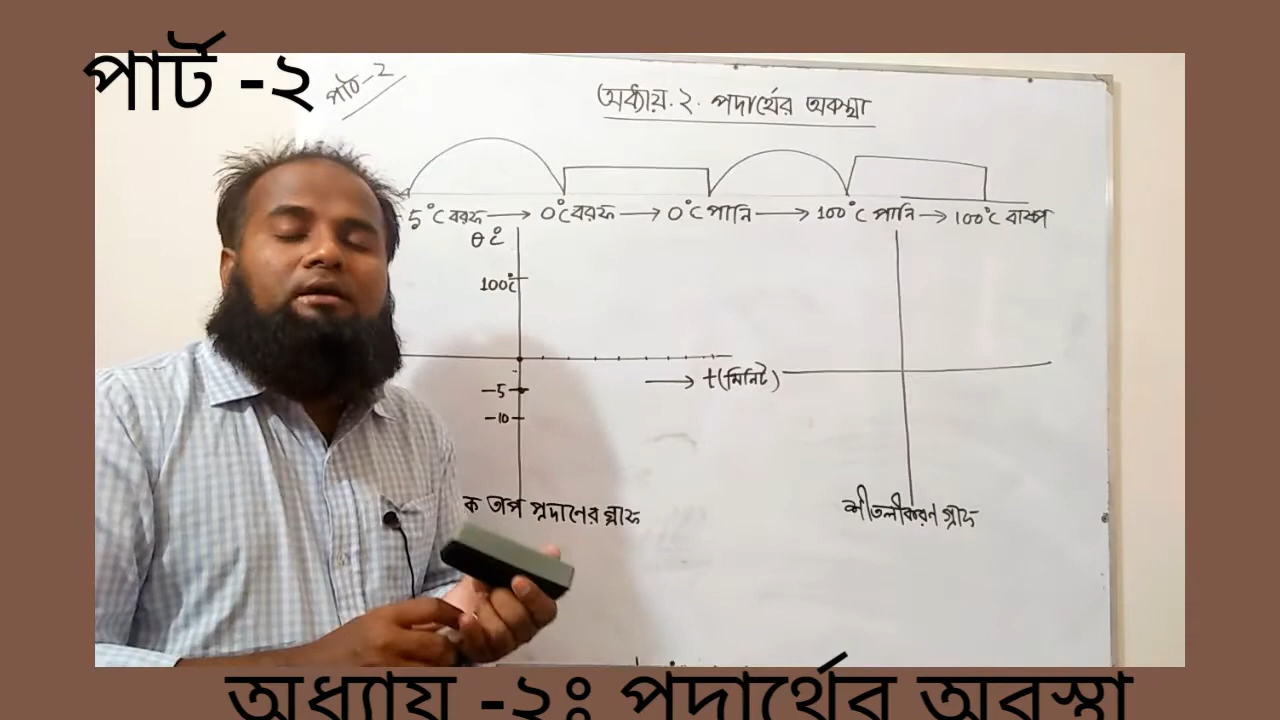 পার্ট -২
পার্ট-2
অধ্যায়.২. পদার্থের অবস্থা
5°C বরফ → 0°C বরফ → 0°C পানি → 100°C পানি → 100°C বাষ্প
θ°C
100°C
-5
-10
→ t(মিনিট)
ক তাপ প্রদানের গ্রাফ
শীতলীকরণ গ্রাফ
অধ্যায় -২ঃ পদার্থের অবস্থা